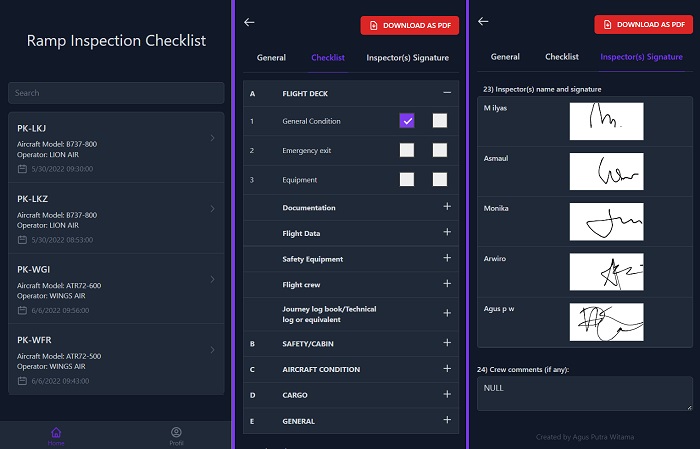 Ramp Inspection Checklist
Search
PK-LKJ
Aircraft Model: B737-800
Operator: LION AIR
5/30/2022 09:30:00
PK-LKZ
Aircraft Model: B737-800
Operator: LION AIR
5/30/2022 08:53:00
PK-WGI
Aircraft Model: ATR72-600
Operator: WINGS AIR
6/6/2022 09:56:00
PK-WFR
Aircraft Model: ATR72-500
Operator: WINGS AIR
6/6/2022 09:43:00
Home Profil
DOWNLOAD AS PDF
General Checklist Inspector(s) Signature
A FLIGHT DECK
1 General Condition
2 Emergency exit
3 Equipment
Documentation
Flight Data
Safety Equipment
Flight crew
Journey log book/Technical
log or equivalent
B SAFETY/CABIN
C AIRCRAFT CONDITION
D CARGO
E GENERAL
DOWNLOAD AS PDF
General Checklist Inspector(s) Signature
23) Inspector(s) name and signature
M ilyas
Asmaul
Monika
Arwiro
Agus p w
24) Crew comments (if any):
NULL
Created by Agus Putra Witama